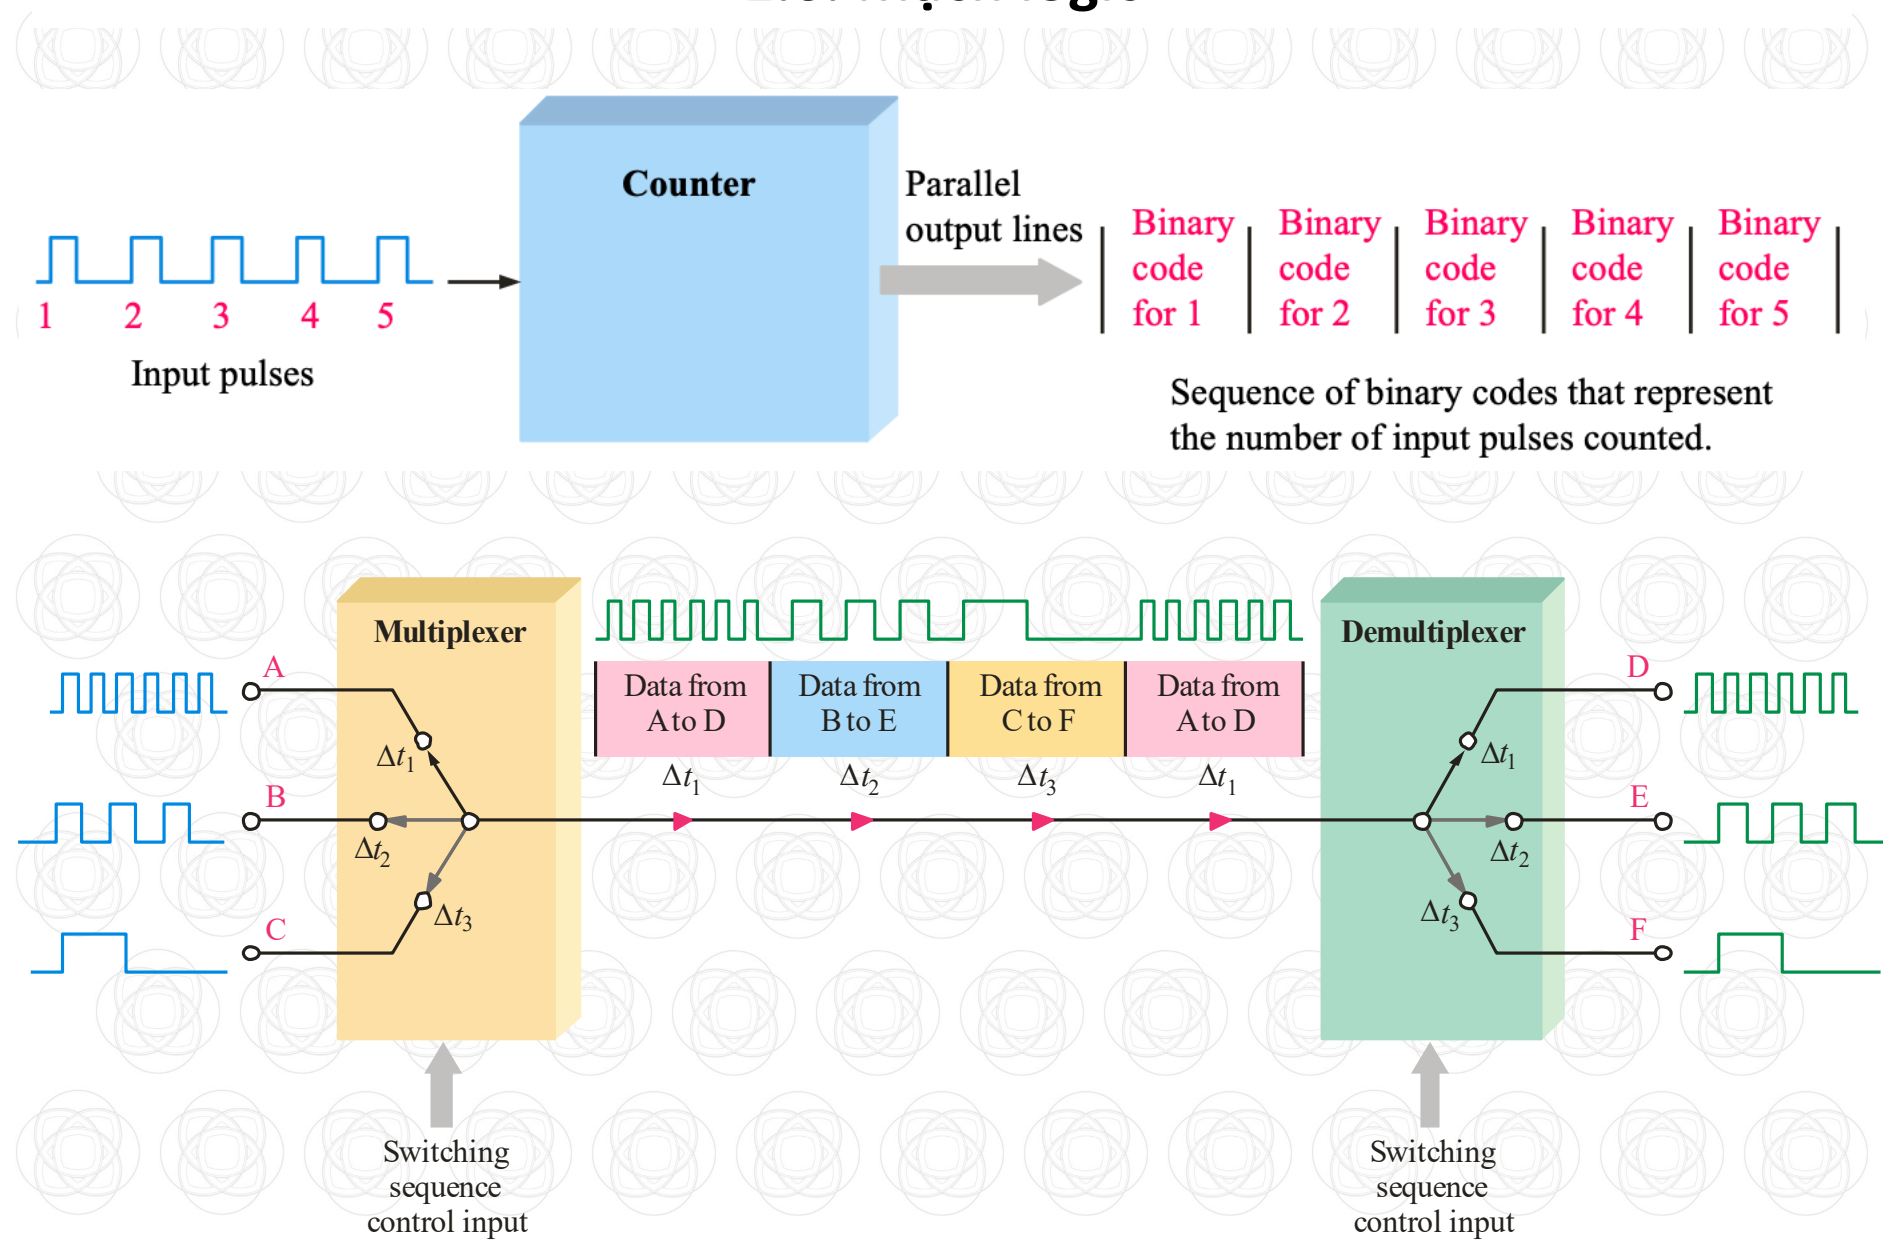 Counter
Parallel
output lines
Binary
code
for 1
Binary
code
for 2
Binary
code
for 3
Binary
code
for 4
Binary
code
for 5
1 2 3 4 5
Input pulses
Sequence of binary codes that represent
the number of input pulses counted.
Multiplexer
A
Δt1
B
Δt2
C
Δt3
Data from
A to D
Data from
B to E
Data from
C to F
Data from
A to D
Δt1 Δt2 Δt3 Δt1
Demultiplexer
D
Δt1
E
Δt2
F
Δt3
Switching
sequence
control input
Switching
sequence
control input